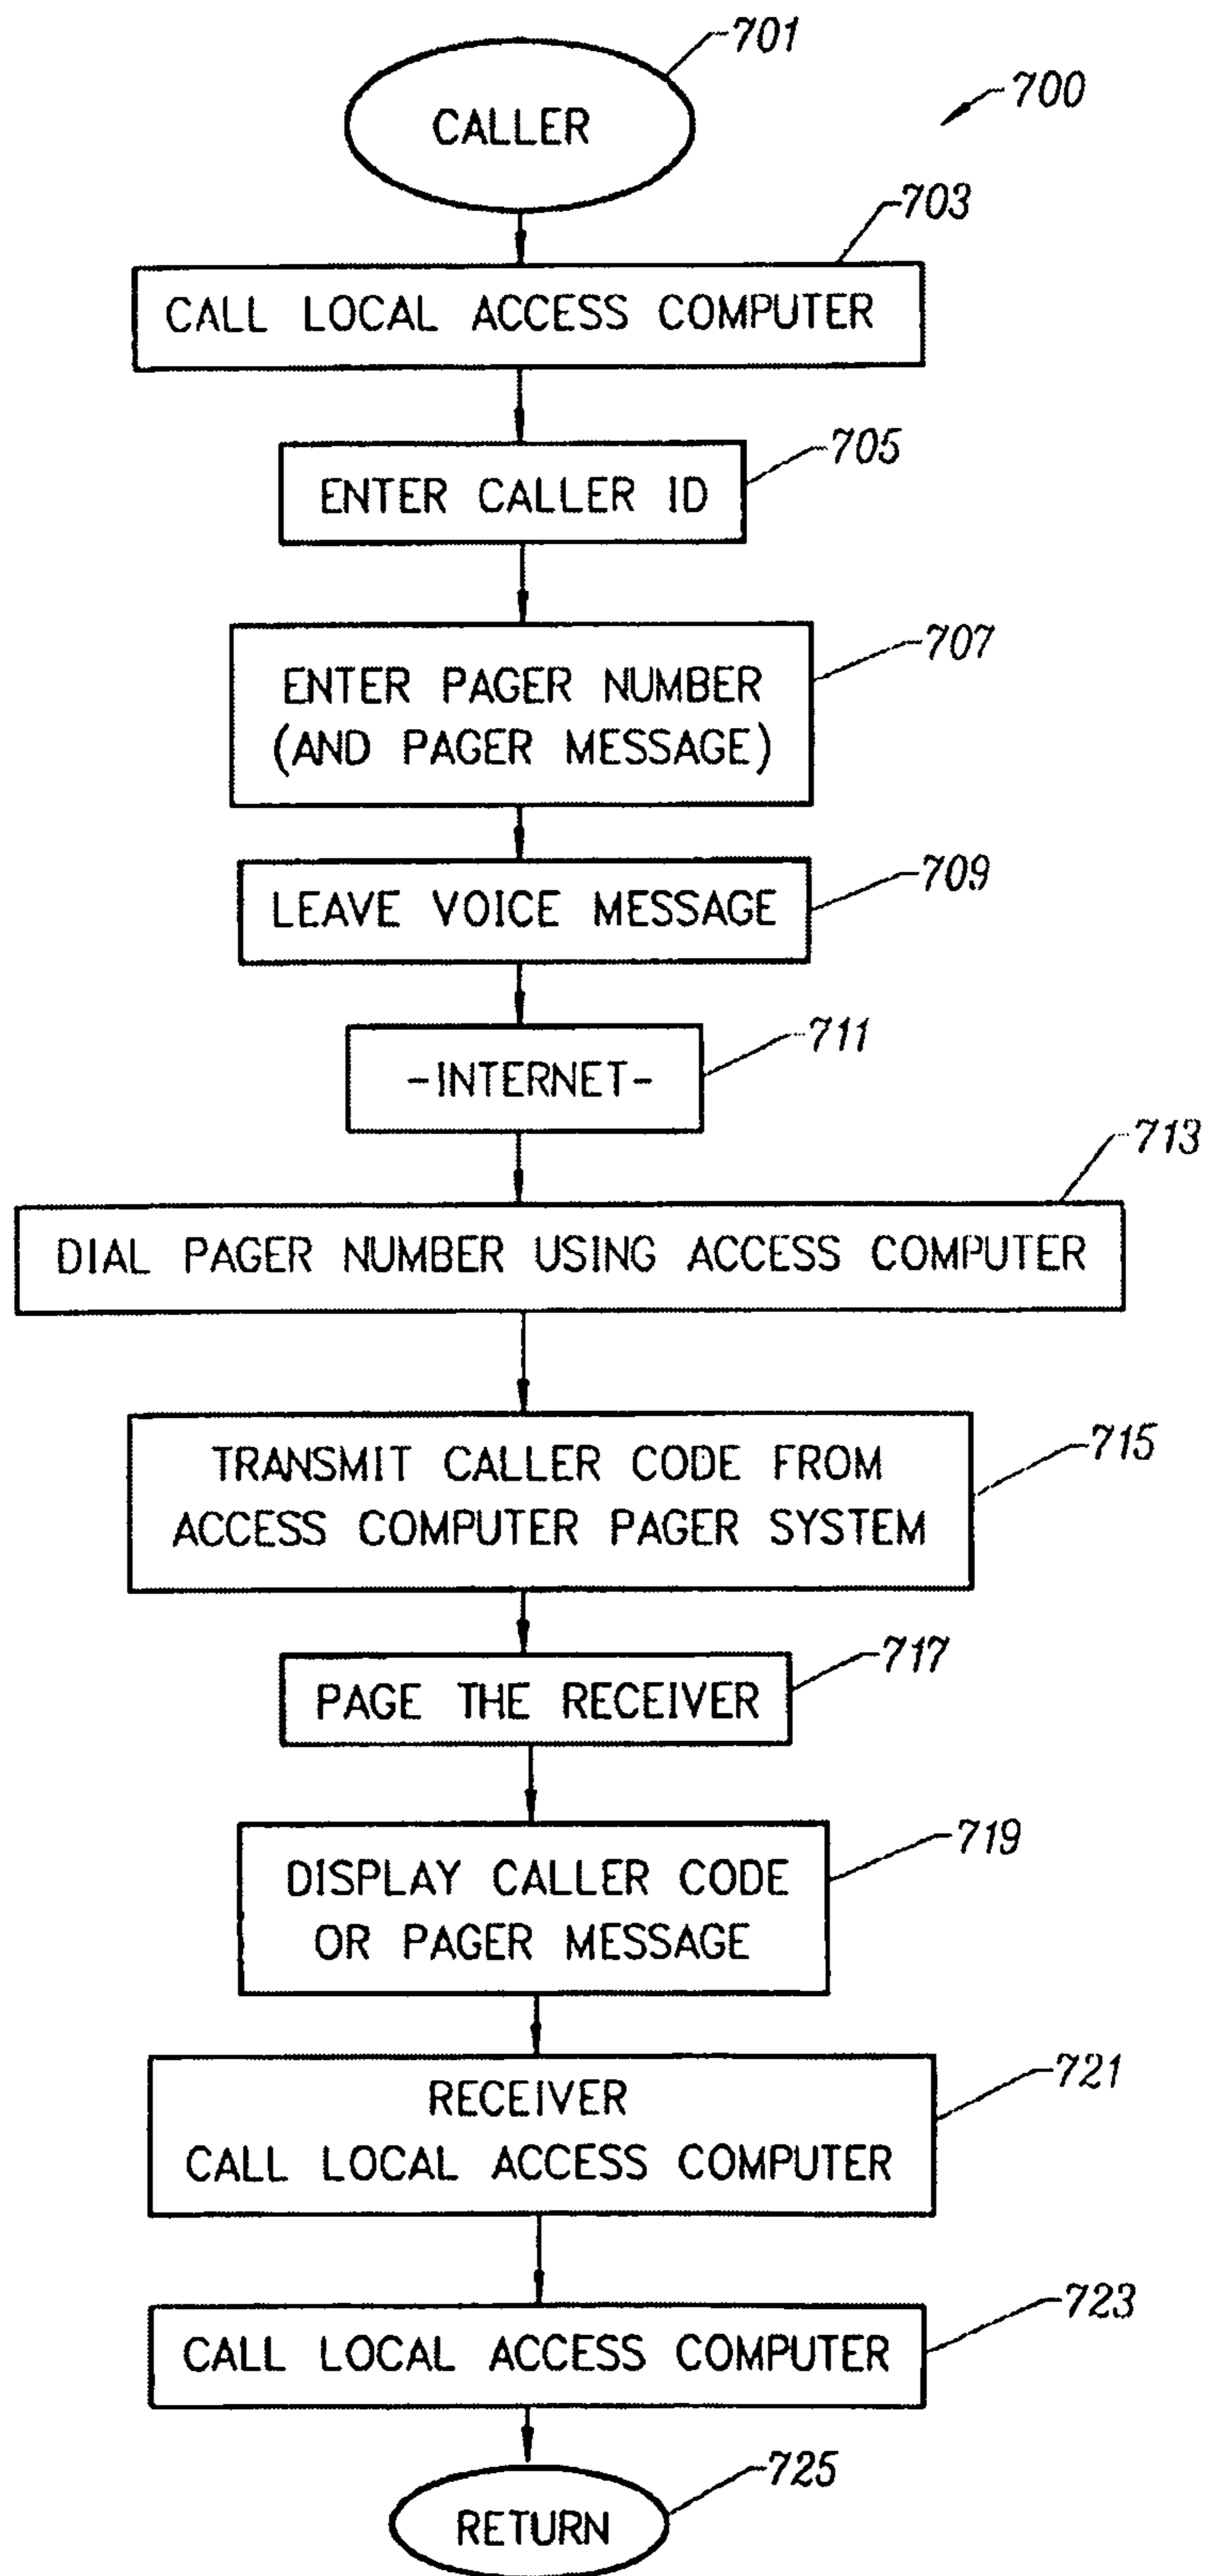 701
CALLER
700
703
CALL LOCAL ACCESS COMPUTER
705
ENTER CALLER ID
707
ENTER PAGER NUMBER
(AND PAGER MESSAGE)
709
LEAVE VOICE MESSAGE
711
-INTERNET-
713
DIAL PAGER NUMBER USING ACCESS COMPUTER
715
TRANSMIT CALLER CODE FROM
ACCESS COMPUTER PAGER SYSTEM
717
PAGE THE RECEIVER
719
DISPLAY CALLER CODE
OR PAGER MESSAGE
721
RECEIVER
CALL LOCAL ACCESS COMPUTER
723
CALL LOCAL ACCESS COMPUTER
725
RETURN